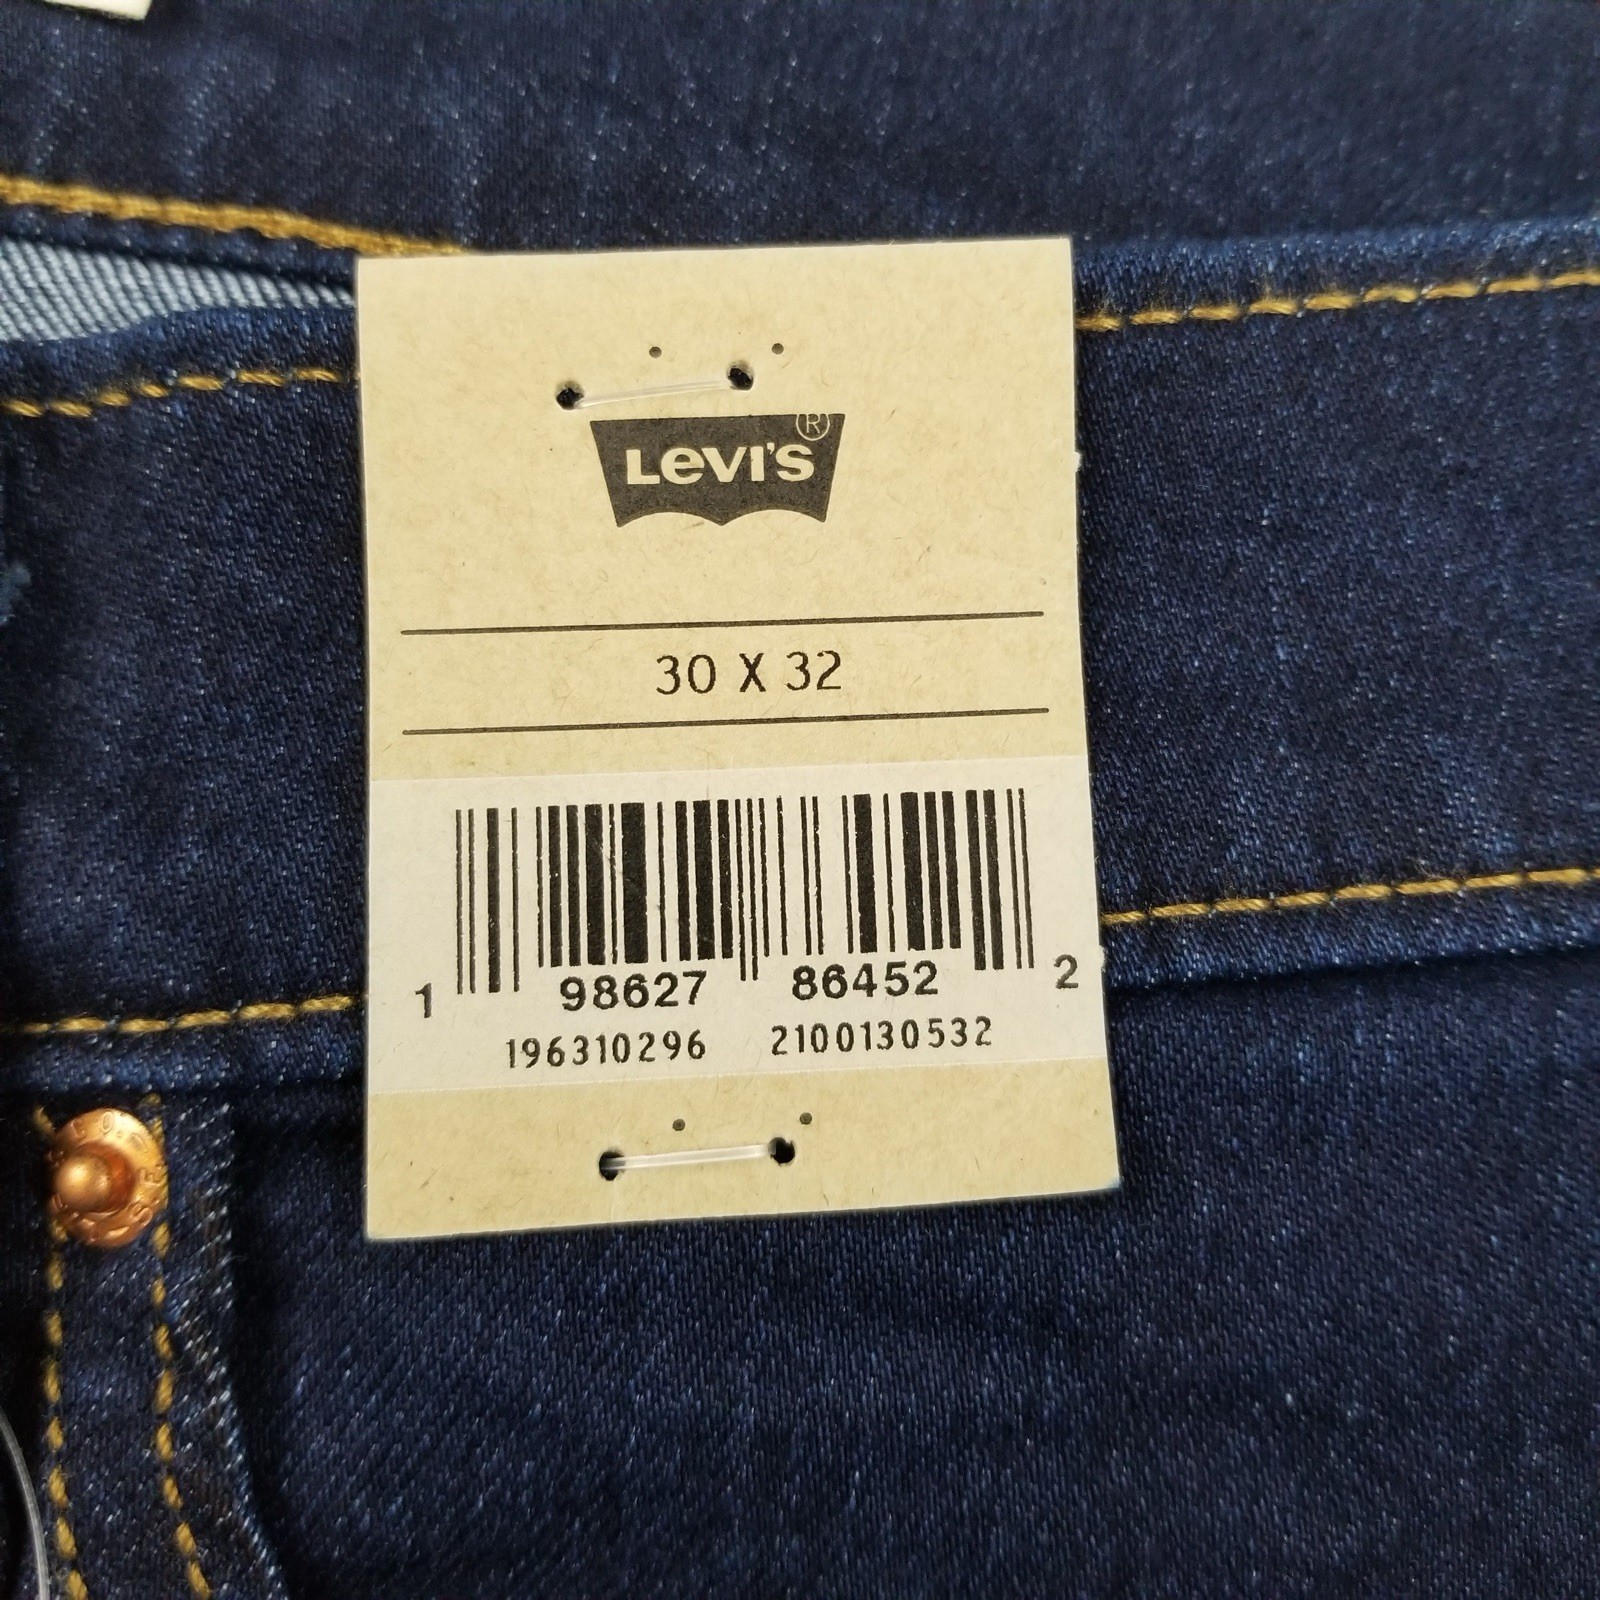 Levi's®
30 X 32
1 98627 86452 2
196310296 2100130532